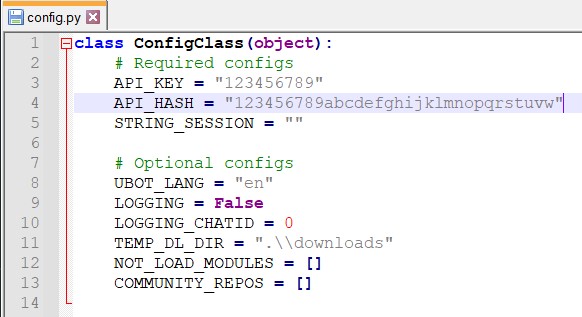 config.py
1 class ConfigClass(object):
2 # Required configs
3 API_KEY = "123456789"
4 API_HASH = "123456789abcdefghijklmnopqrstuvw"
5 STRING_SESSION = ""
6
7 # Optional configs
8 UBOT_LANG = "en"
9 LOGGING = False
10 LOGGING_CHATID = 0
11 TEMP_DL_DIR = ".\\downloads"
12 NOT_LOAD_MODULES = []
13 COMMUNITY_REPOS = []
14